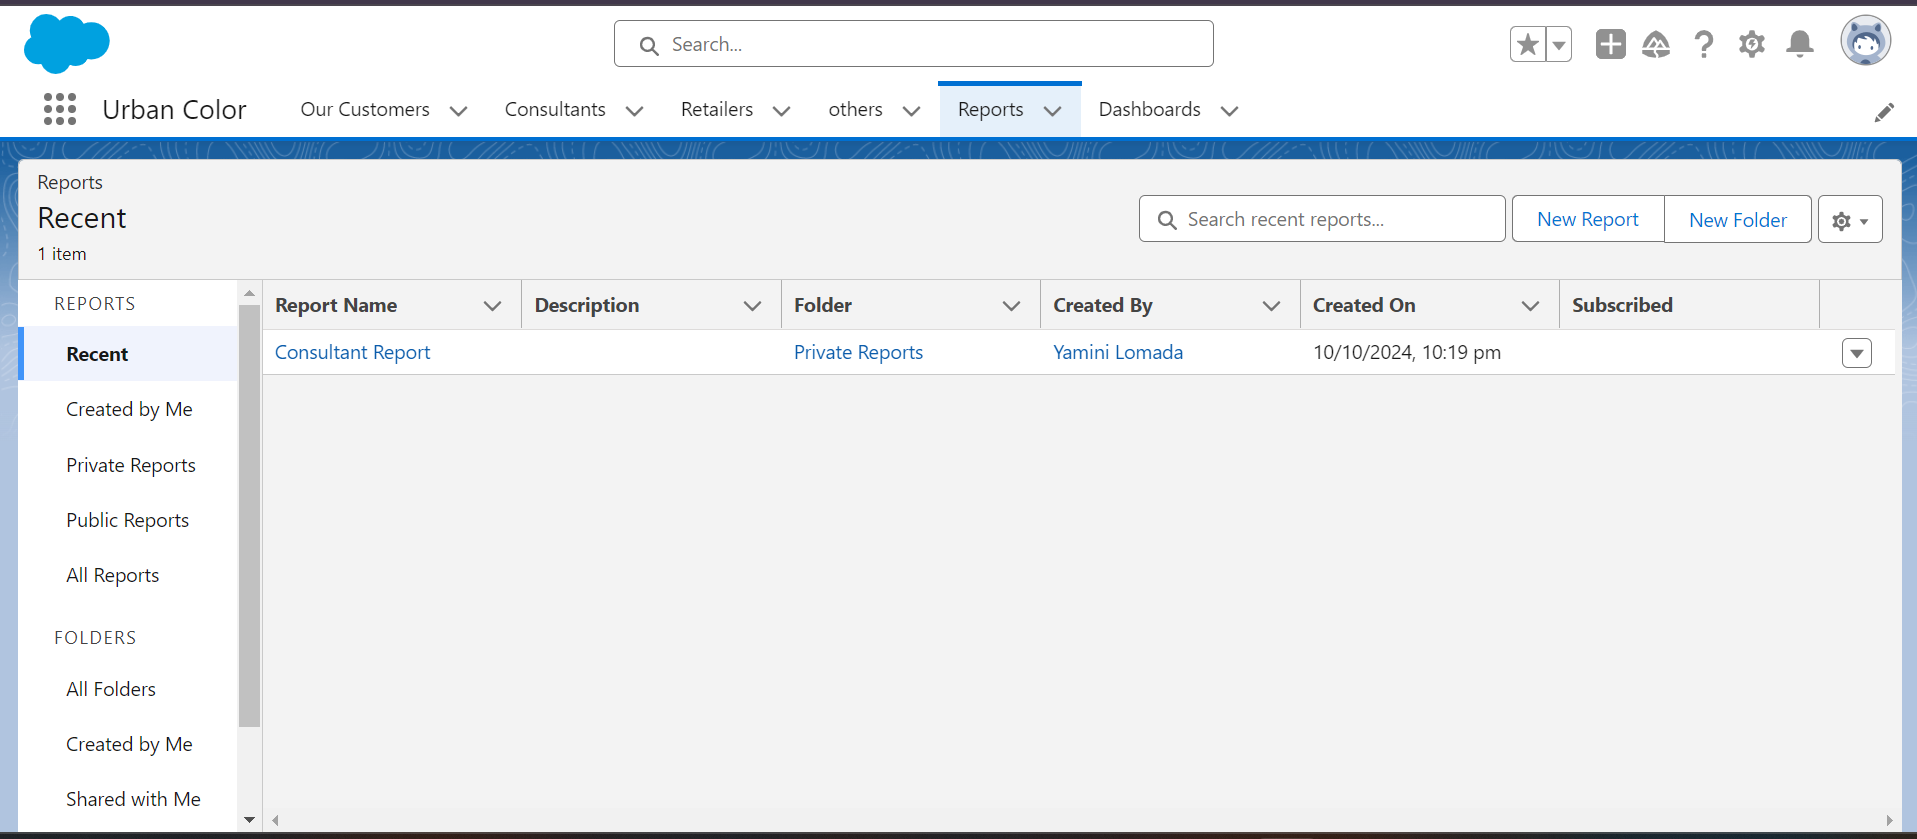 Search...
Urban Color
Our Customers
Consultants
Retailers
others
Reports
Dashboards
Reports
Recent
1 item
Search recent reports...
New Report
New Folder
REPORTS
Recent
Created by Me
Private Reports
Public Reports
All Reports
FOLDERS
All Folders
Created by Me
Shared with Me
Report Name Description Folder Created By Created On Subscribed
Consultant Report Private Reports Yamini Lomada 10/10/2024, 10:19 pm